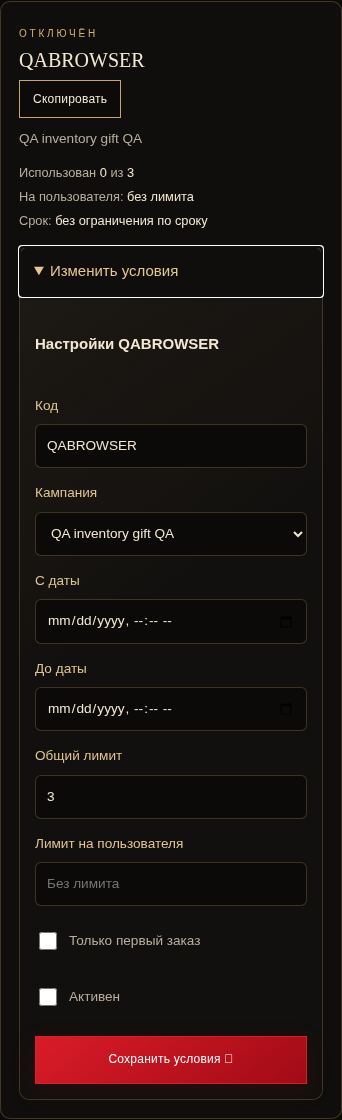 ОТКЛЮЧЁН
QABROWSER
Скопировать
QA inventory gift QA
Использован 0 из 3
На пользователя: без лимита
Срок: без ограничения по сроку
▼ Изменить условия
Настройки QABROWSER
Код
QABROWSER
Кампания
QA inventory gift QA
С даты
mm/dd/yyyy, --:-- --
До даты
mm/dd/yyyy, --:-- --
Общий лимит
3
Лимит на пользователя
Без лимита
Только первый заказ
Активен
Сохранить условия